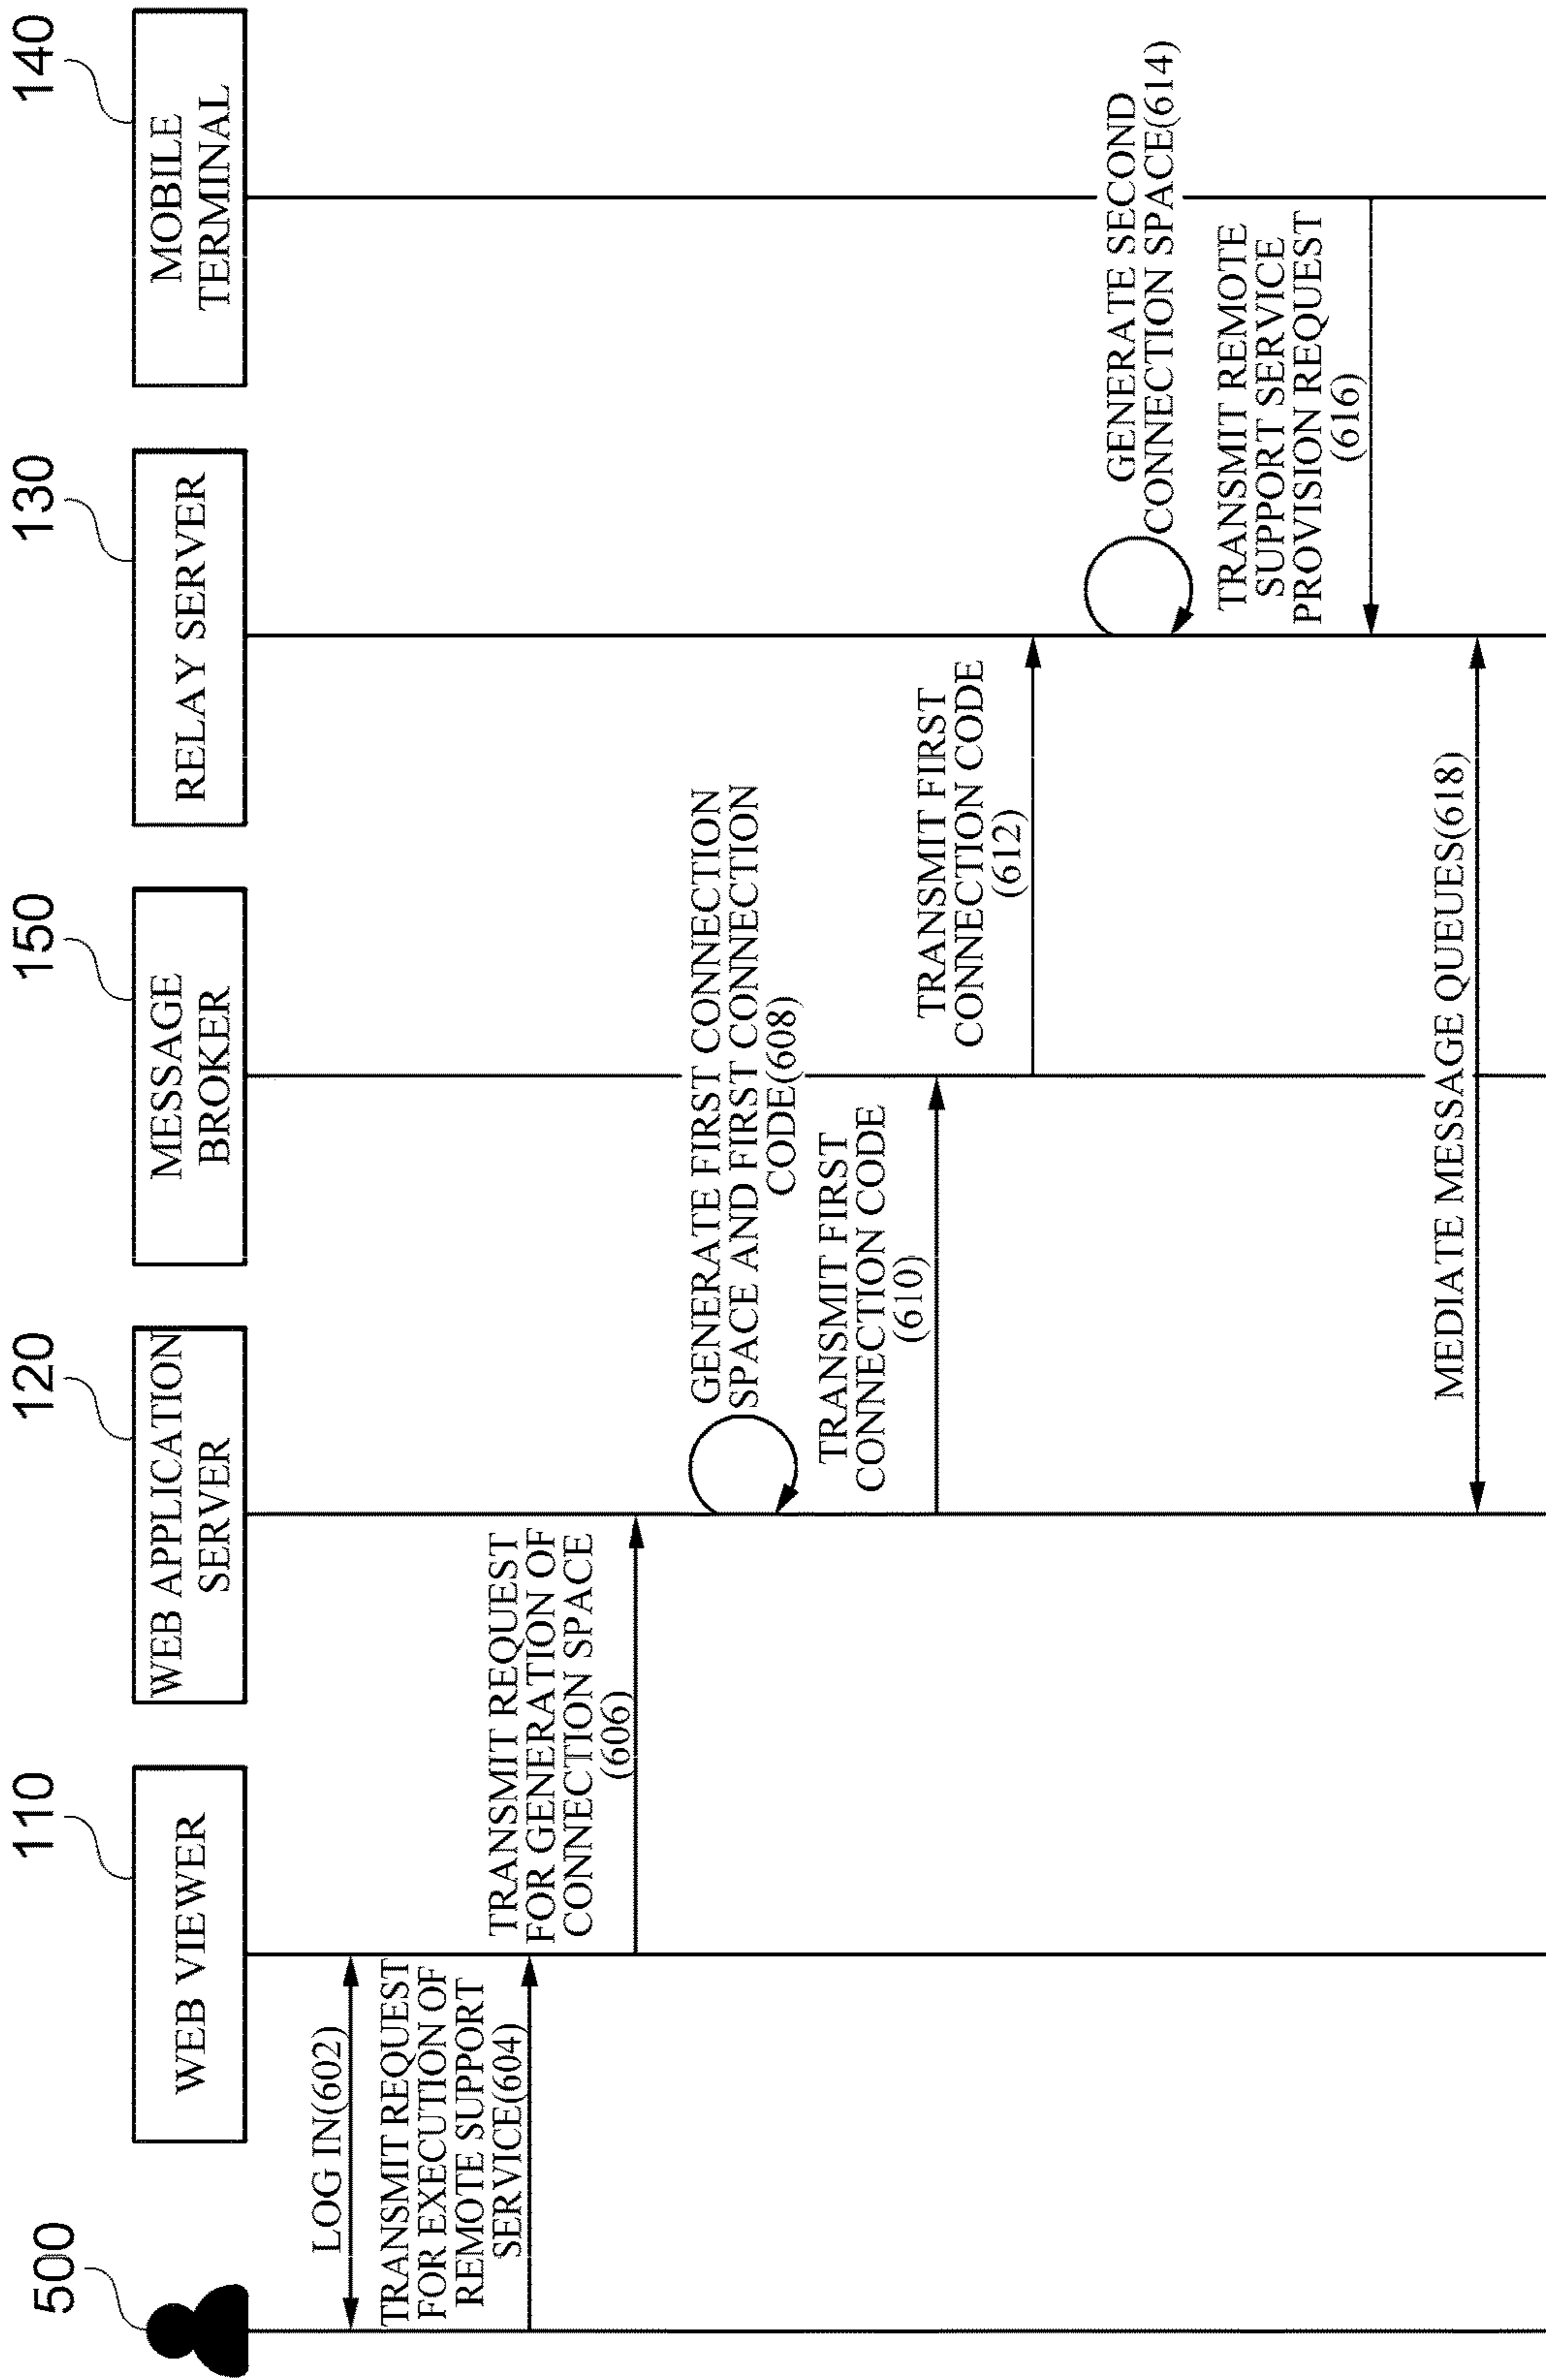 500
110
120
150
130
140
WEB VIEWER
WEB APPLICATION
SERVER
MESSAGE
BROKER
RELAY SERVER
MOBILE
TERMINAL
LOG IN(602)
TRANSMIT REQUEST
FOR EXECUTION OF
REMOTE SUPPORT
SERVICE(604)
TRANSMIT REQUEST
FOR GENERATION OF
CONNECTION SPACE
(606)
GENERATE FIRST CONNECTION
SPACE AND FIRST CONNECTION
CODE(608)
TRANSMIT FIRST
CONNECTION CODE
(610)
TRANSMIT FIRST
CONNECTION CODE
(612)
GENERATE SECOND
CONNECTION SPACE(614)
TRANSMIT REMOTE
SUPPORT SERVICE
PROVISION REQUEST
(616)
MEDIATE MESSAGE QUEUES(618)